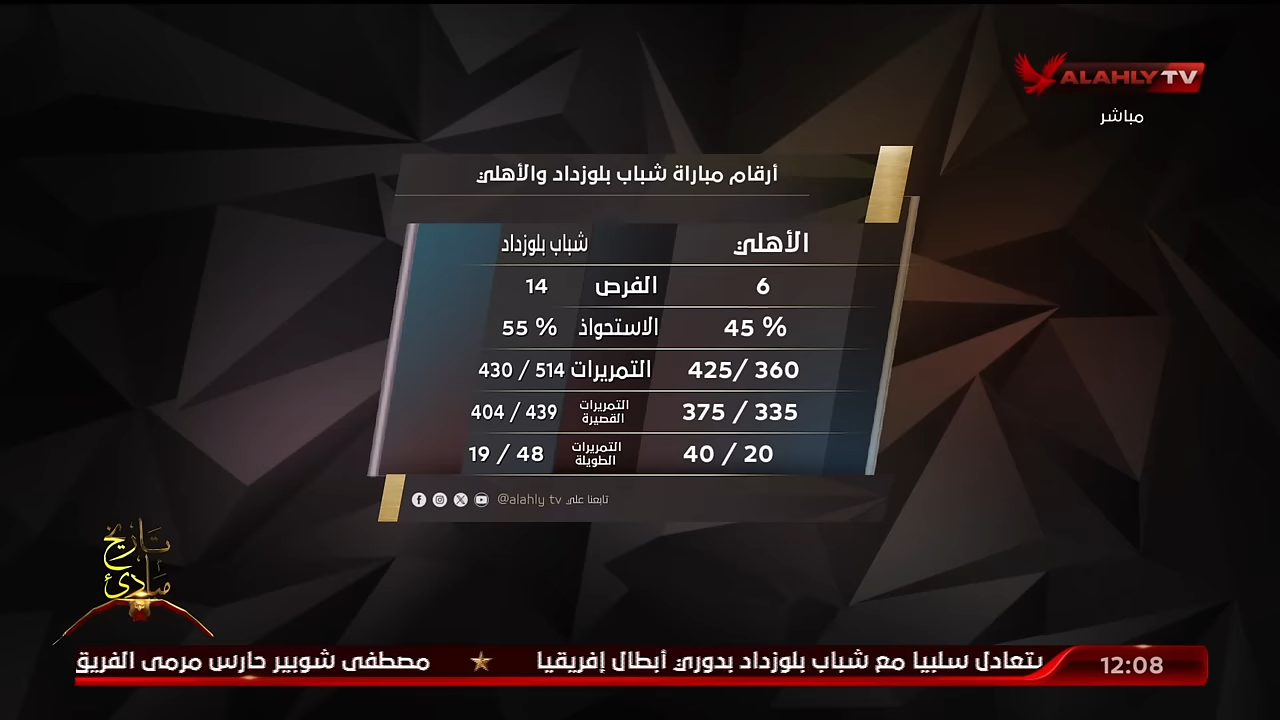 ALAHLY TV
مباشر
أرقام مباراة شباب بلوزداد والأهلي
الأهلي شباب بلوزداد
6 الفرص 14
45 % الاستحواذ 55 %
425/ 360 التمريرات 430 / 514
375 / 335 التمريرات القصيرة 404 / 439
40 / 20 التمريرات الطويلة 19 / 48
تابعنا على @alahly tv
تاريخ
مبادئ
12:08 يتعادل سلبيا مع شباب بلوزداد بدوري أبطال إفريقيا مصطفى شوبير حارس مرمى الفريق